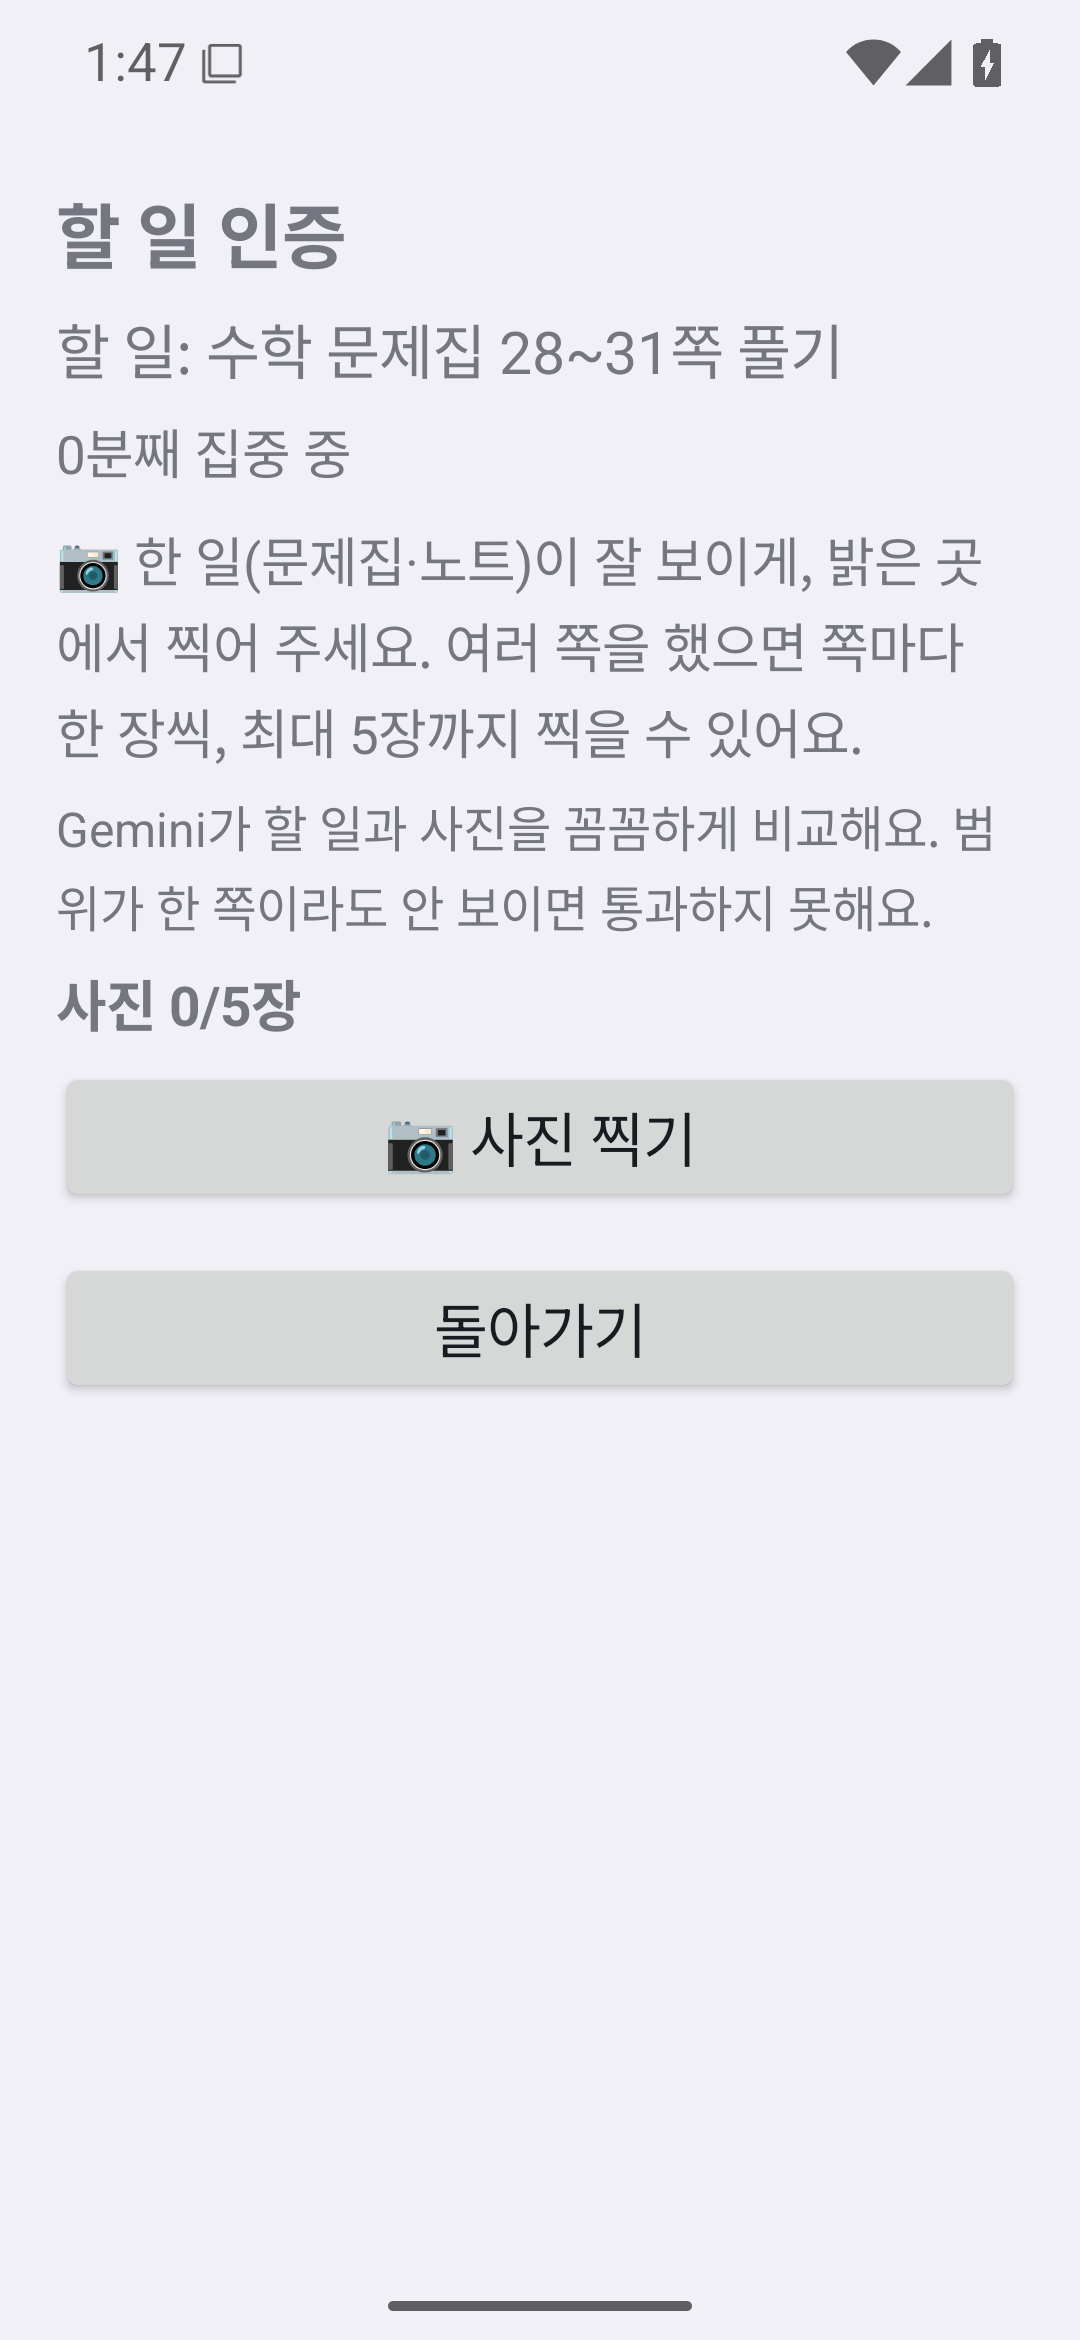 1:47
할 일 인증
할 일: 수학 문제집 28~31쪽 풀기
0분째 집중 중
📷 한 일(문제집·노트)이 잘 보이게, 밝은 곳
에서 찍어 주세요. 여러 쪽을 했으면 쪽마다
한 장씩, 최대 5장까지 찍을 수 있어요.
Gemini가 할 일과 사진을 꼼꼼하게 비교해요. 범
위가 한 쪽이라도 안 보이면 통과하지 못해요.
사진 0/5장
📷 사진 찍기
돌아가기